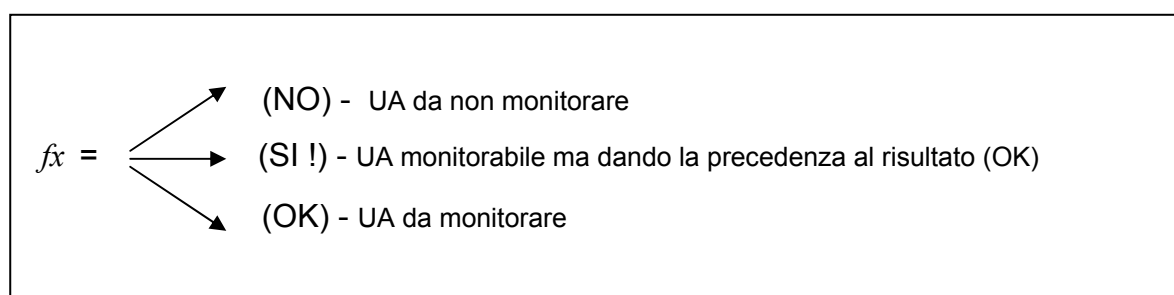 (NO) - UA da non monitorare
fx = (SI !) - UA monitorabile ma dando la precedenza al risultato (OK)
(OK) - UA da monitorare